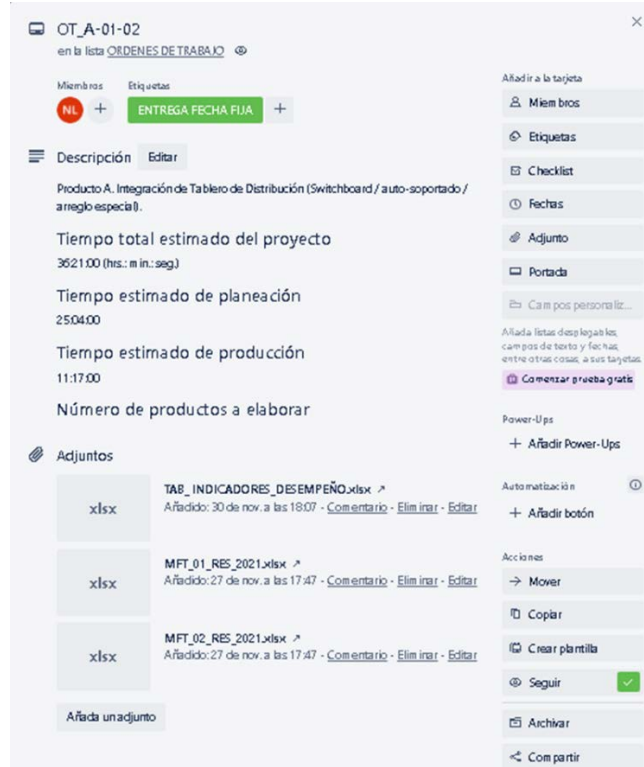 OT_A-01-02
en la lista ORDENES DE TRABAJO
Miembros Etiquetas
NL + ENTREGA FECHA FIJA +
Descripción Editar
Producto A. Integración de Tablero de Distribución (Switchboard / auto-soportado /
arreglo especial).
Tiempo total estimado del proyecto
36:21:00 (hrs.: min.: seg.)
Tiempo estimado de planeación
25:04:00
Tiempo estimado de producción
11:17:00
Número de productos a elaborar
Adjuntos
xlsx
TAB_ INDICADORES_DESEMPEÑO.xlsx ↗
Añadido: 30 de nov. a las 18:07 - Comentario - Eliminar - Editar
xlsx
MFT_01_RES_2021.xlsx ↗
Añadido: 27 de nov. a las 17:47 - Comentario - Eliminar - Editar
xlsx
MFT_02_RES_2021.xlsx ↗
Añadido: 27 de nov. a las 17:47 - Comentario - Eliminar - Editar
Añada un adjunto
Añadir a la tarjeta
Miembros
Etiquetas
Checklist
Fechas
Adjunto
Portada
Campos personaliz...
Añada listas desplegables,
campos de texto y fechas,
entre otras cosas, a sus tarjetas.
Comenzar prueba gratis
Power-Ups
+ Añadir Power-Ups
Automatización
+ Añadir botón
Acciones
→ Mover
Copiar
Crear plantilla
Seguir
Archivar
Compartir